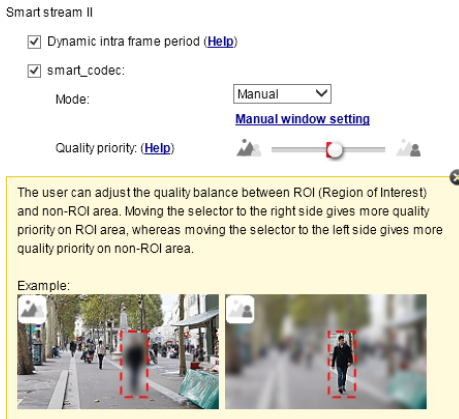 Smart stream II
Dynamic intra frame period (Help)
smart_codec:
Mode:
Manual
Manual window setting
Quality priority: (Help)
The user can adjust the quality balance between ROI (Region of Interest)
and non-ROI area. Moving the selector to the right side gives more quality
priority on ROI area, whereas moving the selector to the left side gives more
quality priority on non-ROI area.
Example: